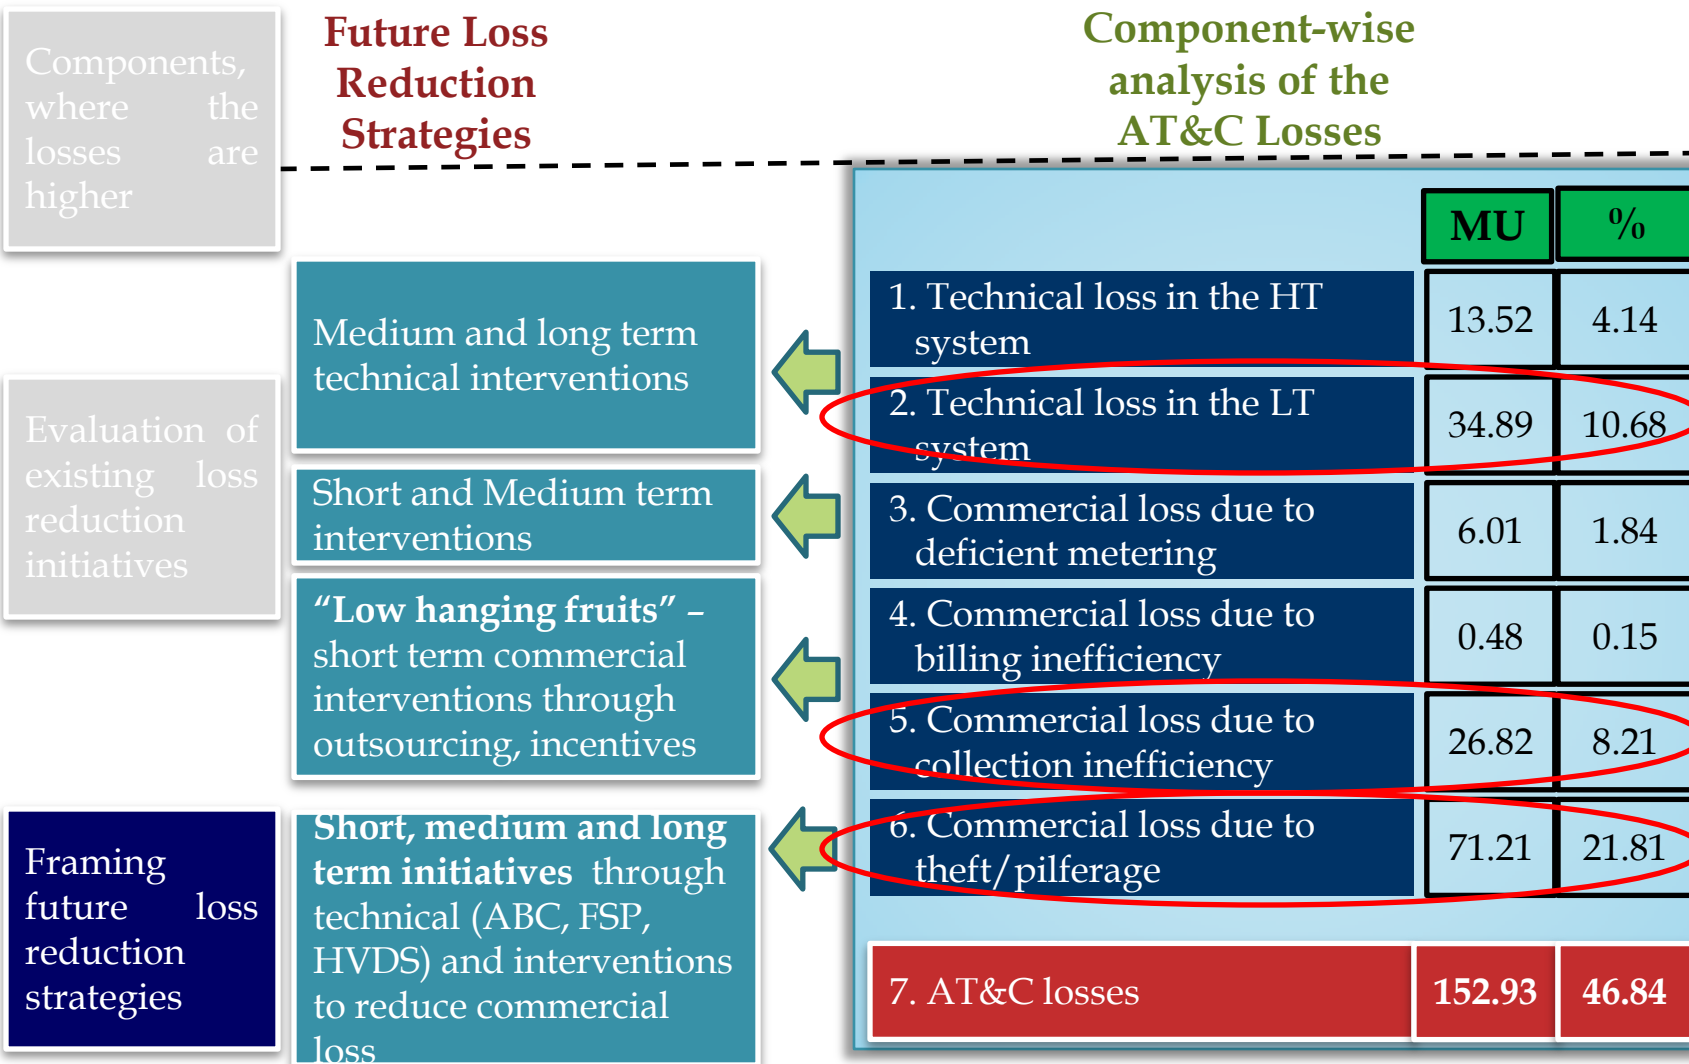 Components,
where the
losses are
higher
Evaluation of
existing loss
reduction
initiatives
Framing
future loss
reduction
strategies
Future Loss
Reduction
Strategies
Medium and long term
technical interventions
Short and Medium term
interventions
“Low hanging fruits” –
short term commercial
interventions through
outsourcing, incentives
Short, medium and long
term initiatives through
technical (ABC, FSP,
HVDS) and interventions
to reduce commercial
loss
Component-wise
analysis of the
AT&C Losses
MU %
1. Technical loss in the HT
system
13.52 4.14
2. Technical loss in the LT
system
34.89 10.68
3. Commercial loss due to
deficient metering
6.01 1.84
4. Commercial loss due to
billing inefficiency
0.48 0.15
5. Commercial loss due to
collection inefficiency
26.82 8.21
6. Commercial loss due to
theft/pilferage
71.21 21.81
7. AT&C losses 152.93 46.84